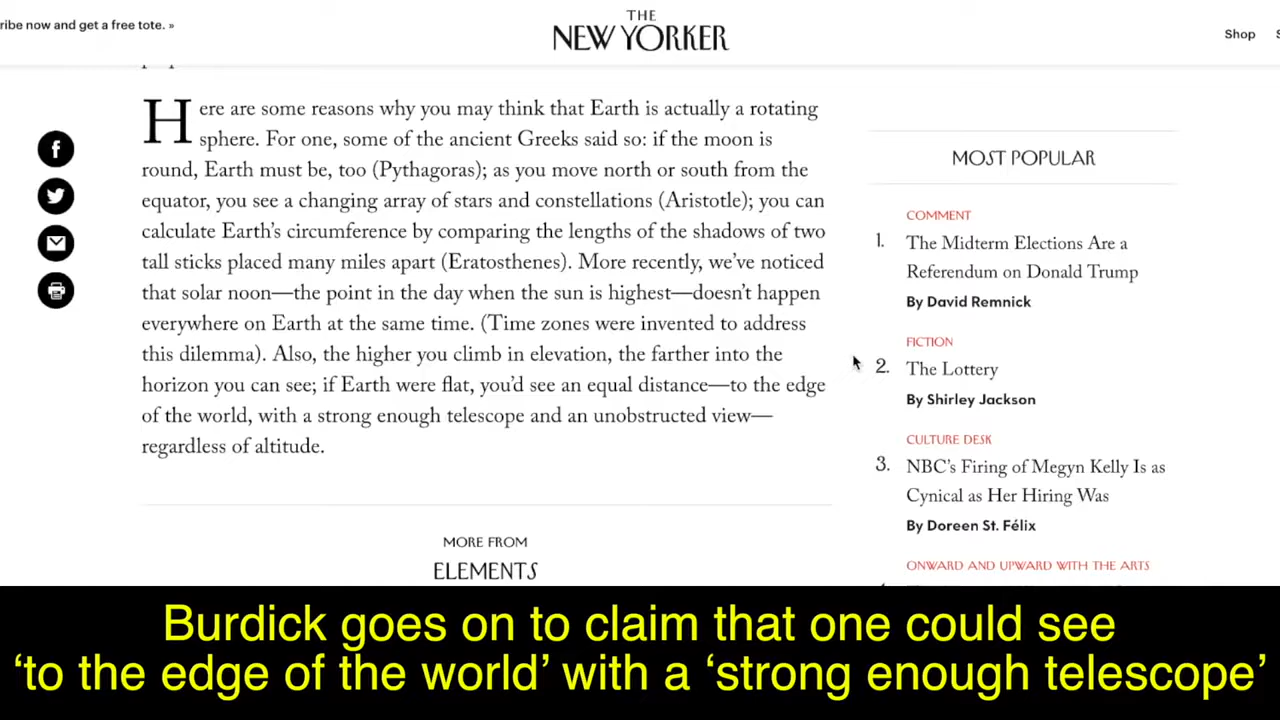 ribe now and get a free tote. »
THE
NEW YORKER
Shop
Here are some reasons why you may think that Earth is actually a rotating
sphere. For one, some of the ancient Greeks said so: if the moon is
round, Earth must be, too (Pythagoras); as you move north or south from the
equator, you see a changing array of stars and constellations (Aristotle); you can
calculate Earth’s circumference by comparing the lengths of the shadows of two
tall sticks placed many miles apart (Eratosthenes). More recently, we’ve noticed
that solar noon—the point in the day when the sun is highest—doesn’t happen
everywhere on Earth at the same time. (Time zones were invented to address
this dilemma). Also, the higher you climb in elevation, the farther into the
horizon you can see; if Earth were flat, you’d see an equal distance—to the edge
of the world, with a strong enough telescope and an unobstructed view—
regardless of altitude.
MORE FROM
ELEMENTS
MOST POPULAR
COMMENT
1. The Midterm Elections Are a
Referendum on Donald Trump
By David Remnick
FICTION
2. The Lottery
By Shirley Jackson
CULTURE DESK
3. NBC’s Firing of Megyn Kelly Is as
Cynical as Her Hiring Was
By Doreen St. Félix
ONWARD AND UPWARD WITH THE ARTS
Burdick goes on to claim that one could see
‘to the edge of the world’ with a ‘strong enough telescope’